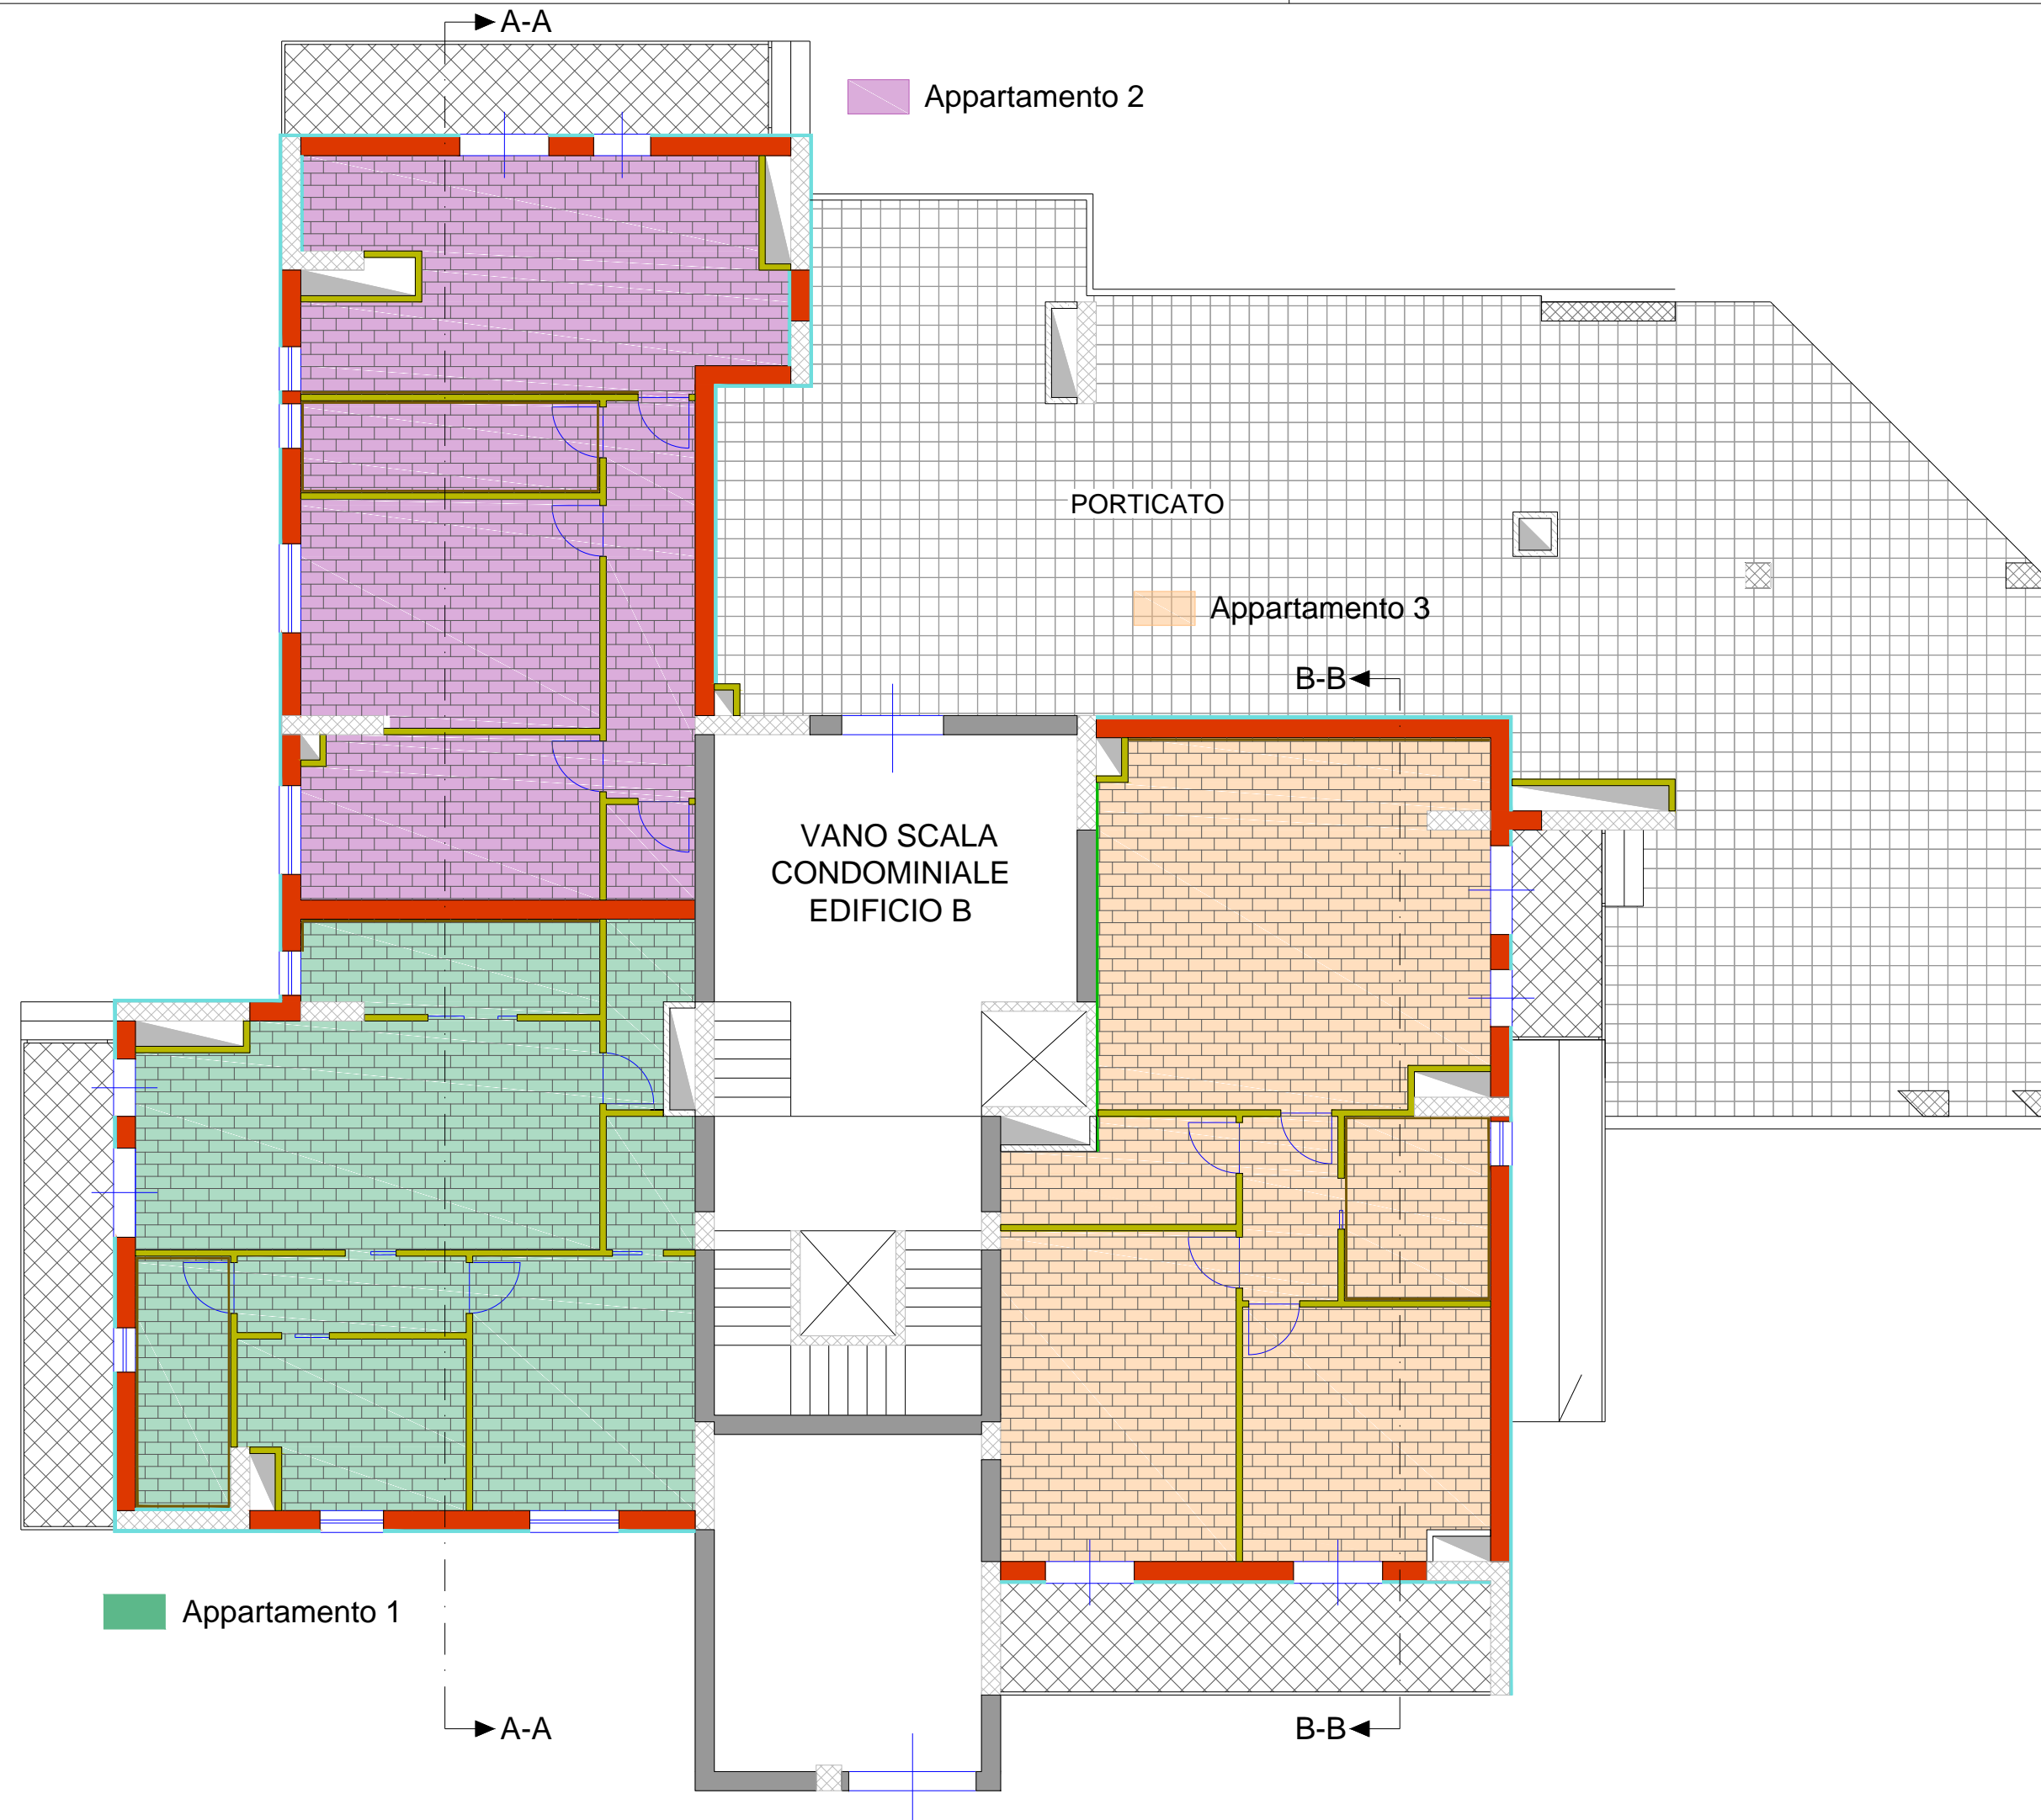 A-A
Appartamento 2
PORTICATO
Appartamento 3
B-B
VANO SCALA
CONDOMINIALE
EDIFICIO B
Appartamento 1
A-A
B-B